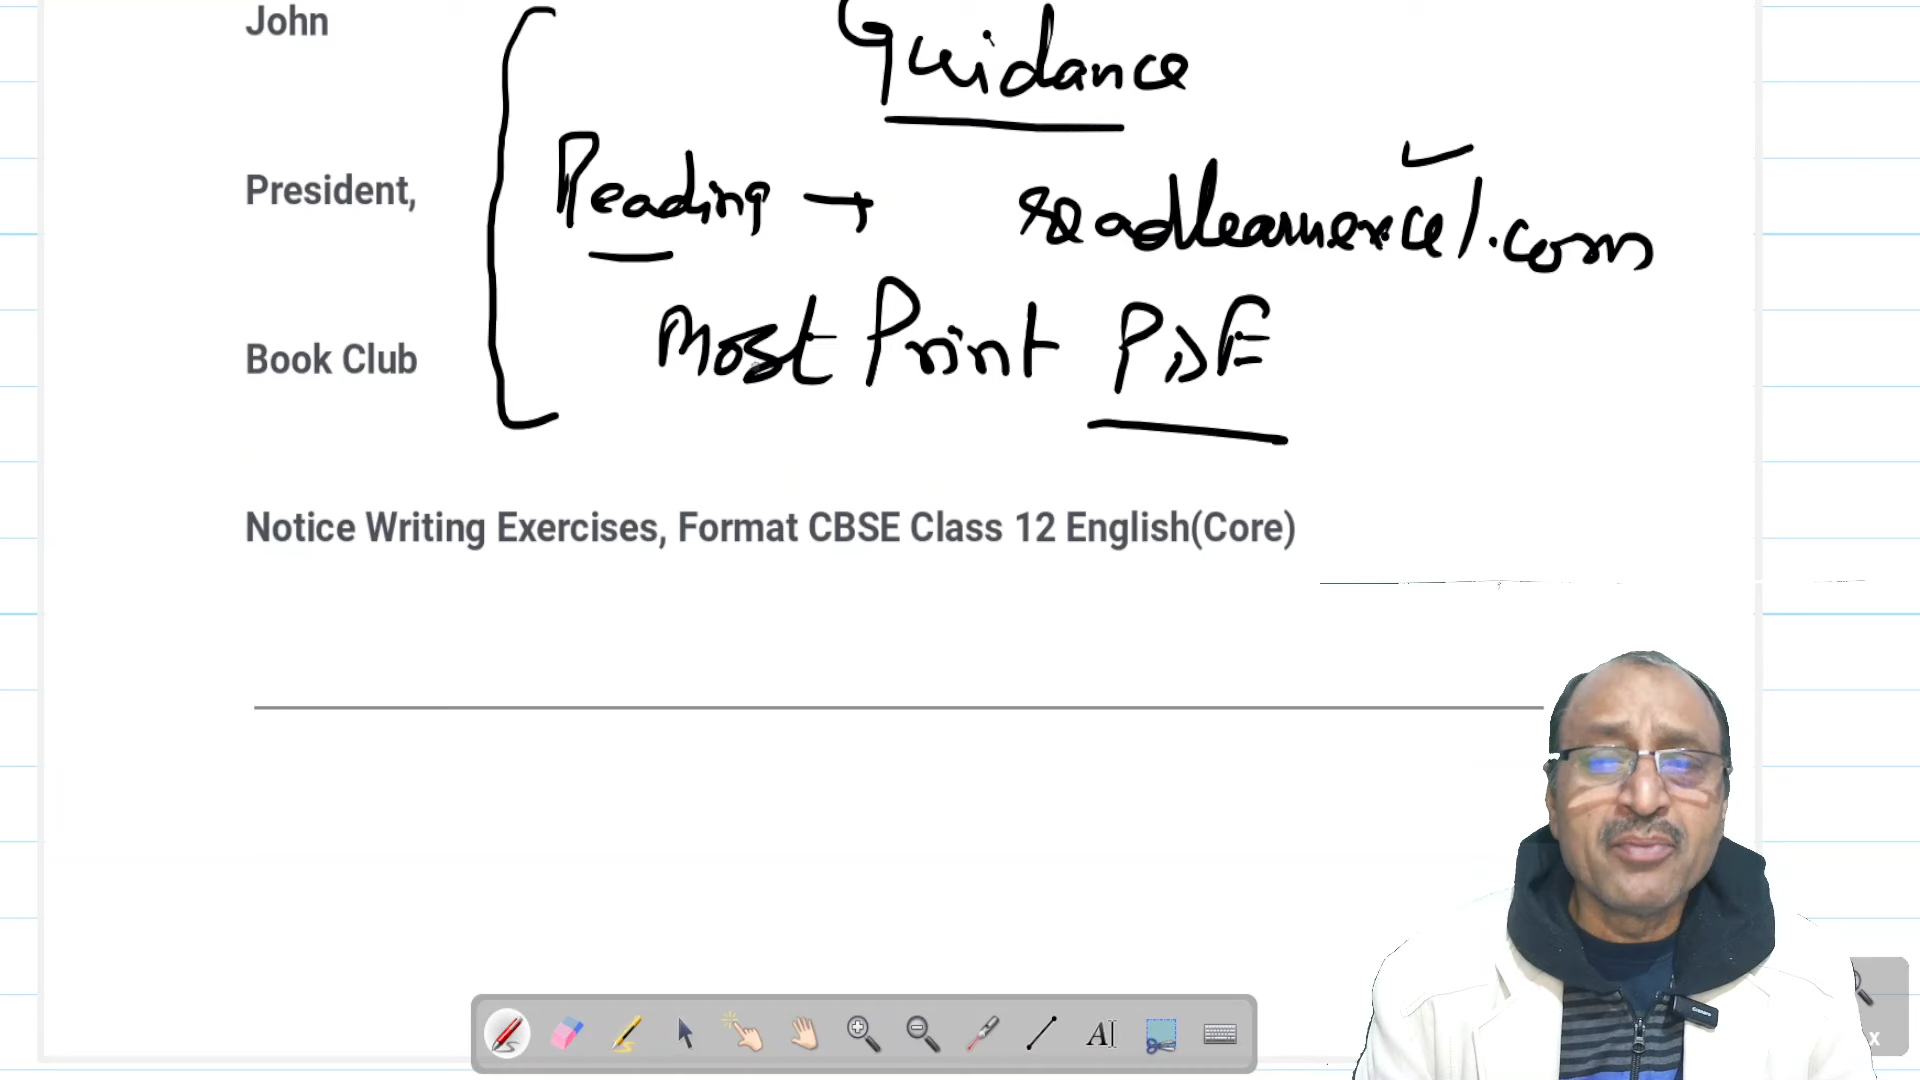 John
Guidance
President,
Reading → readlearnexcel.com
Book Club
Most Print PDF
Notice Writing Exercises, Format CBSE Class 12 English(Core)
AI
x